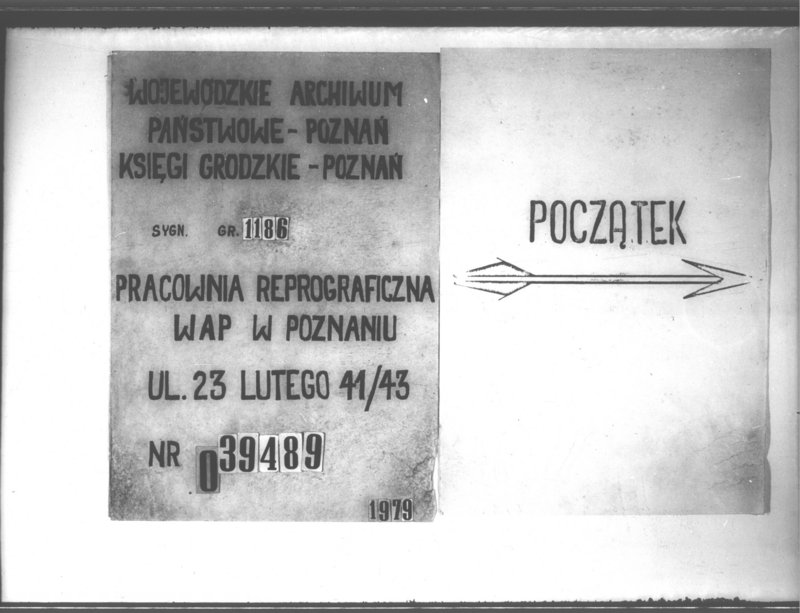 WOJEWÓDZKIE ARCHIWUM
PAŃSTWOWE - POZNAŃ
KSIĘGI GRODZKIE - POZNAŃ
SYGN. GR. 1186
PRACOWNIA REPROGRAFICZNA
WAP W POZNANIU
UL. 23 LUTEGO 41/43
NR 039489
1979
POCZĄTEK